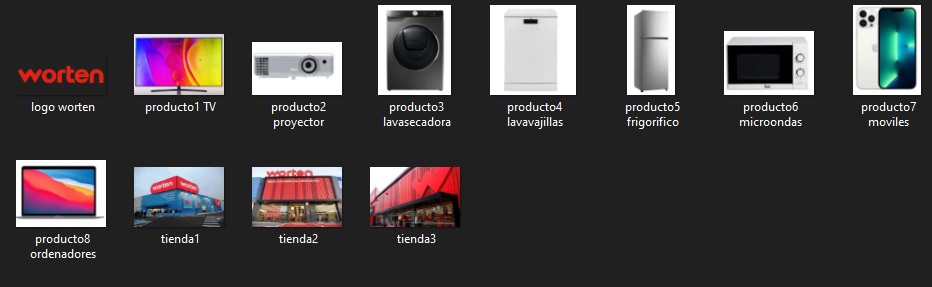 worten
logo worten
producto1 TV
producto2
proyector
producto3
lavasecadora
producto4
lavavajillas
producto5
frigorifico
producto6
microondas
producto7
moviles
producto8
ordenadores
worten
worten
tienda1
worten
tienda2
tienda3